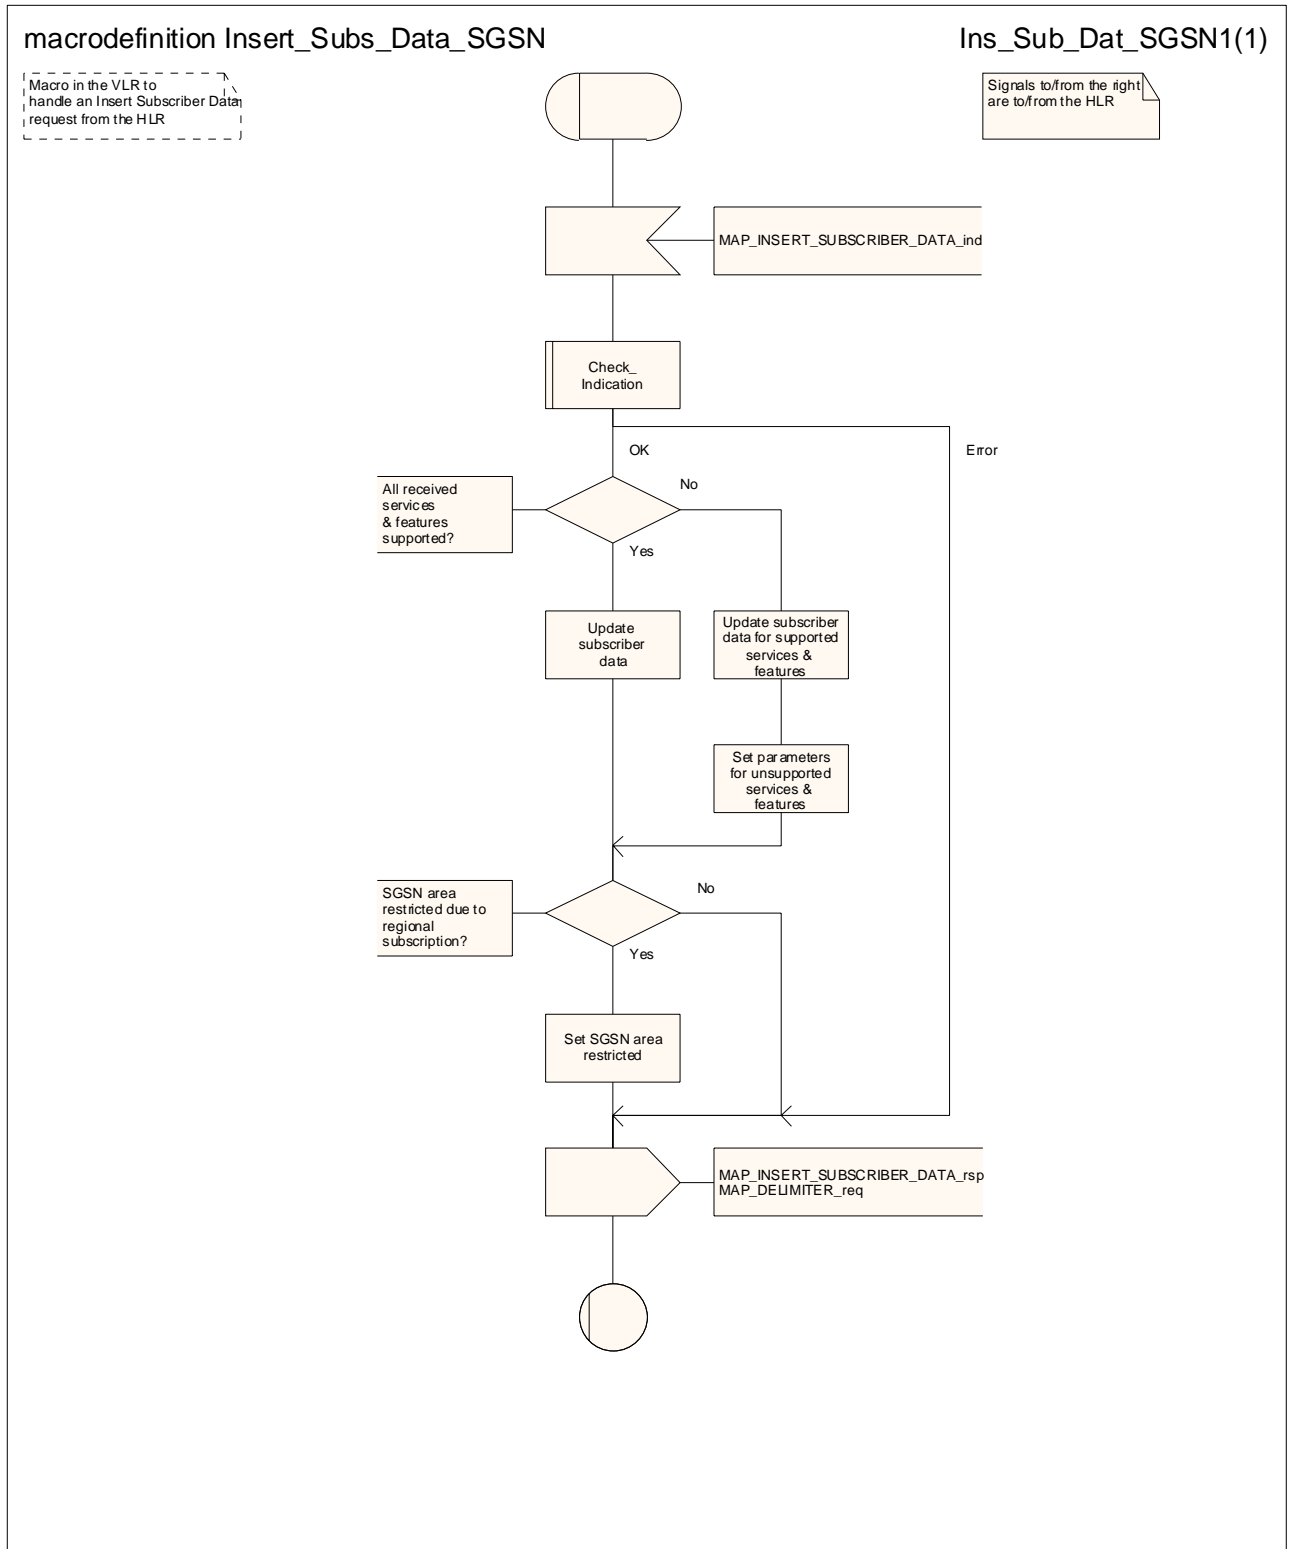 macrodefinition Insert_Subs_Data_SGSN
Ins_Sub_Dat_SGSN1(1)
Macro in the VLR to
handle an Insert Subscriber Data
request from the HLR
Signals to/from the right
are to/from the HLR
MAP_INSERT_SUBSCRIBER_DATA_ind
Check_
Indication
OK
Error
All received
services
& features
supported?
No
Yes
Update
subscriber
data
Update subscriber
data for supported
services &
features
Set parameters
for unsupported
services &
features
SGSN area
restricted due to
regional
subscription?
No
Yes
Set SGSN area
restricted
MAP_INSERT_SUBSCRIBER_DATA_rsp
MAP_DELIMITER_req